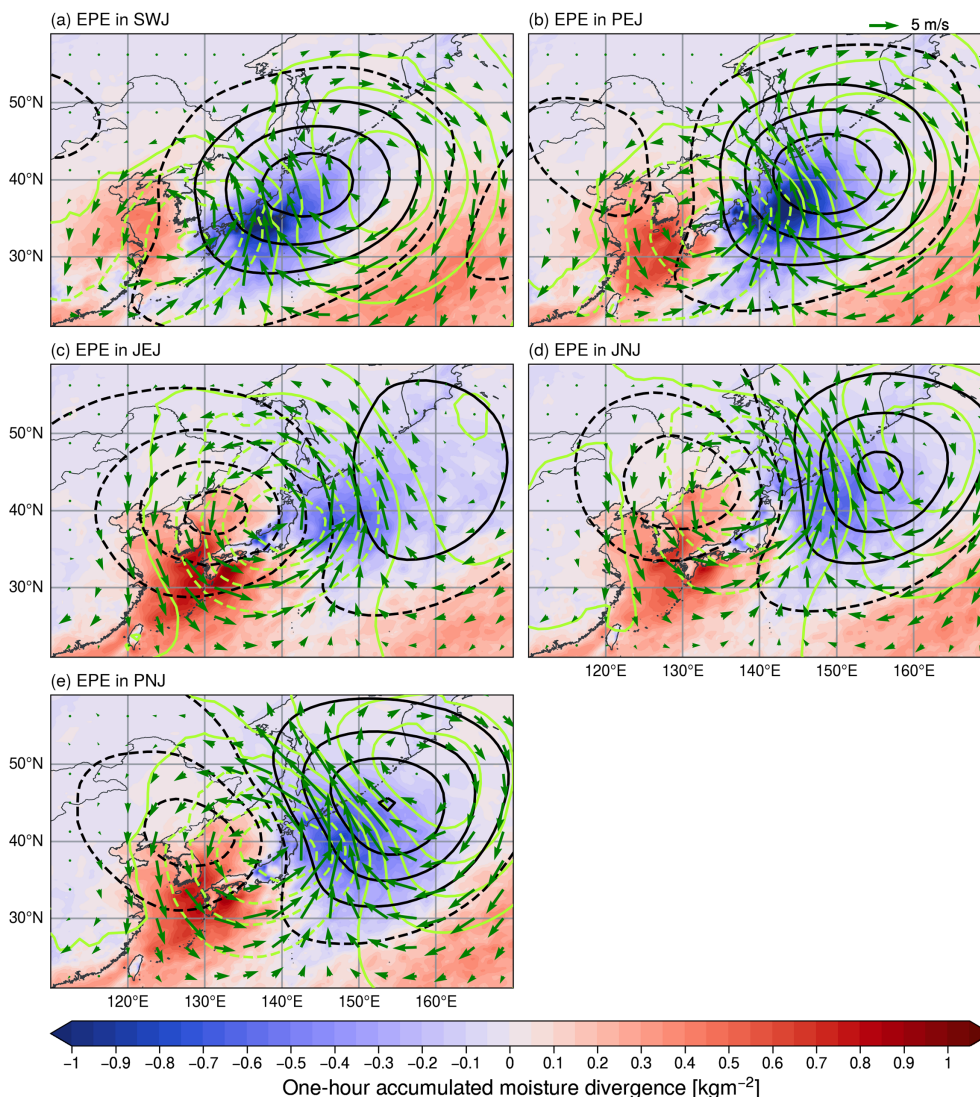 (a) EPE in SWJ
(b) EPE in PEJ
5 m/s
50°N
40°N
30°N
(c) EPE in JEJ
(d) EPE in JNJ
50°N
40°N
30°N
120°E 130°E 140°E 150°E 160°E
(e) EPE in PNJ
50°N
40°N
30°N
120°E 130°E 140°E 150°E 160°E
−1 −0.9 −0.8 −0.7 −0.6 −0.5 −0.4 −0.3 −0.2 −0.1 0 0.1 0.2 0.3 0.4 0.5 0.6 0.7 0.8 0.9 1
One-hour accumulated moisture divergence [kgm⁻²]